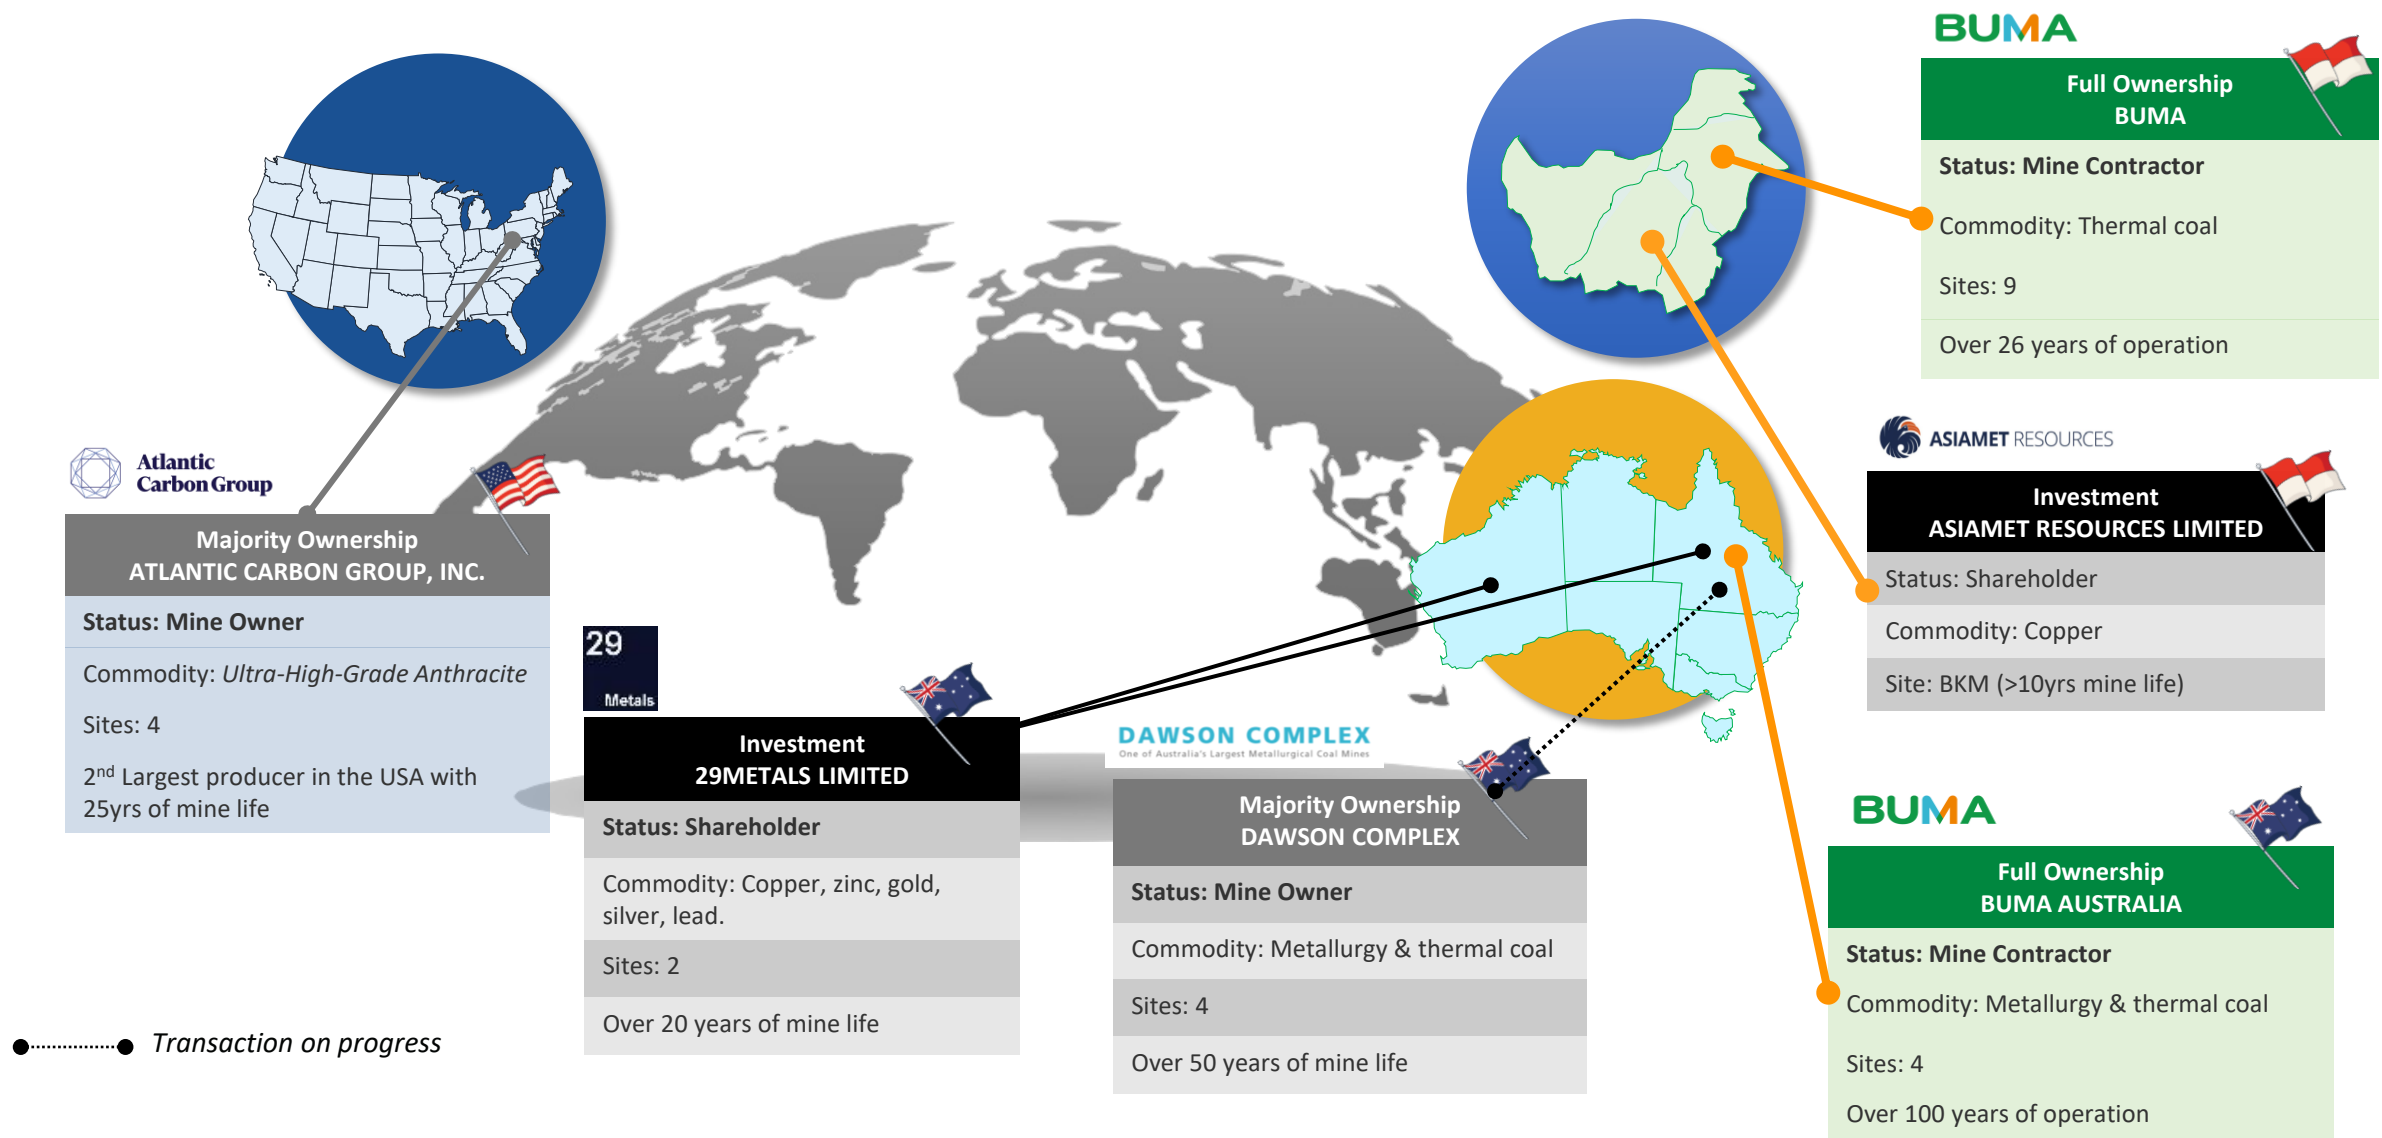 BUMA
Full Ownership
BUMA
Status: Mine Contractor
Commodity: Thermal coal
Sites: 9
Over 26 years of operation
ASIAMET RESOURCES
Investment
ASIAMET RESOURCES LIMITED
Status: Shareholder
Commodity: Copper
Site: BKM (>10yrs mine life)
Atlantic
Carbon Group
Majority Ownership
ATLANTIC CARBON GROUP, INC.
Status: Mine Owner
Commodity: Ultra-High-Grade Anthracite
Sites: 4
2nd Largest producer in the USA with
25yrs of mine life
29
Metals
Investment
29METALS LIMITED
Status: Shareholder
Commodity: Copper, zinc, gold,
silver, lead.
Sites: 2
Over 20 years of mine life
DAWSON COMPLEX
One of Australia's Largest Metallurgical Coal Mines
Majority Ownership
DAWSON COMPLEX
Status: Mine Owner
Commodity: Metallurgy & thermal coal
Sites: 4
Over 50 years of mine life
BUMA
Full Ownership
BUMA AUSTRALIA
Status: Mine Contractor
Commodity: Metallurgy & thermal coal
Sites: 4
Over 100 years of operation
Transaction on progress